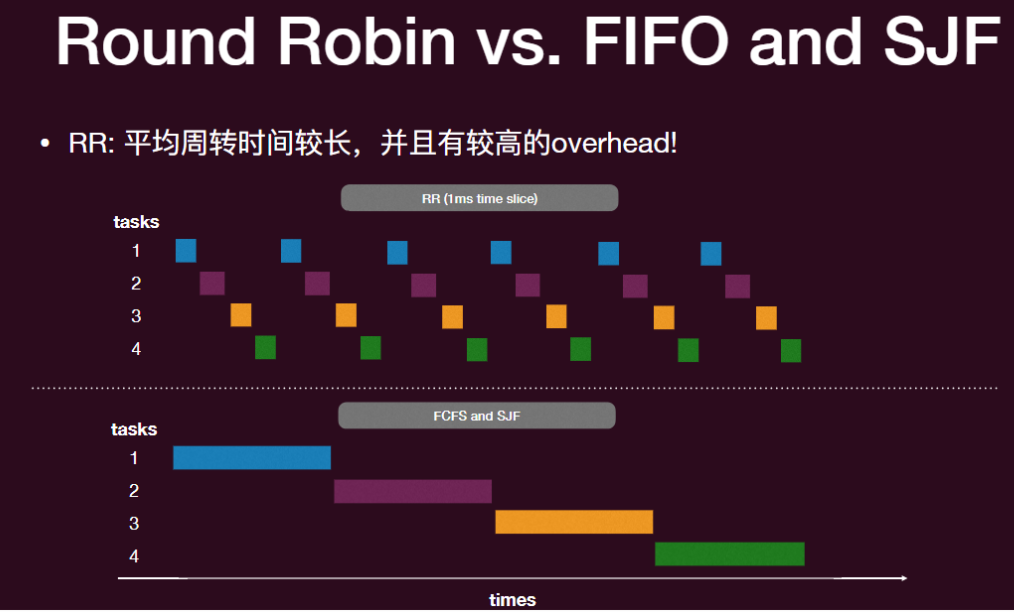 Round Robin vs. FIFO and SJF
• RR: 平均周转时间较长，并且有较高的overhead!
RR (1ms time slice)
tasks
1
2
3
4
FCFS and SJF
tasks
1
2
3
4
times